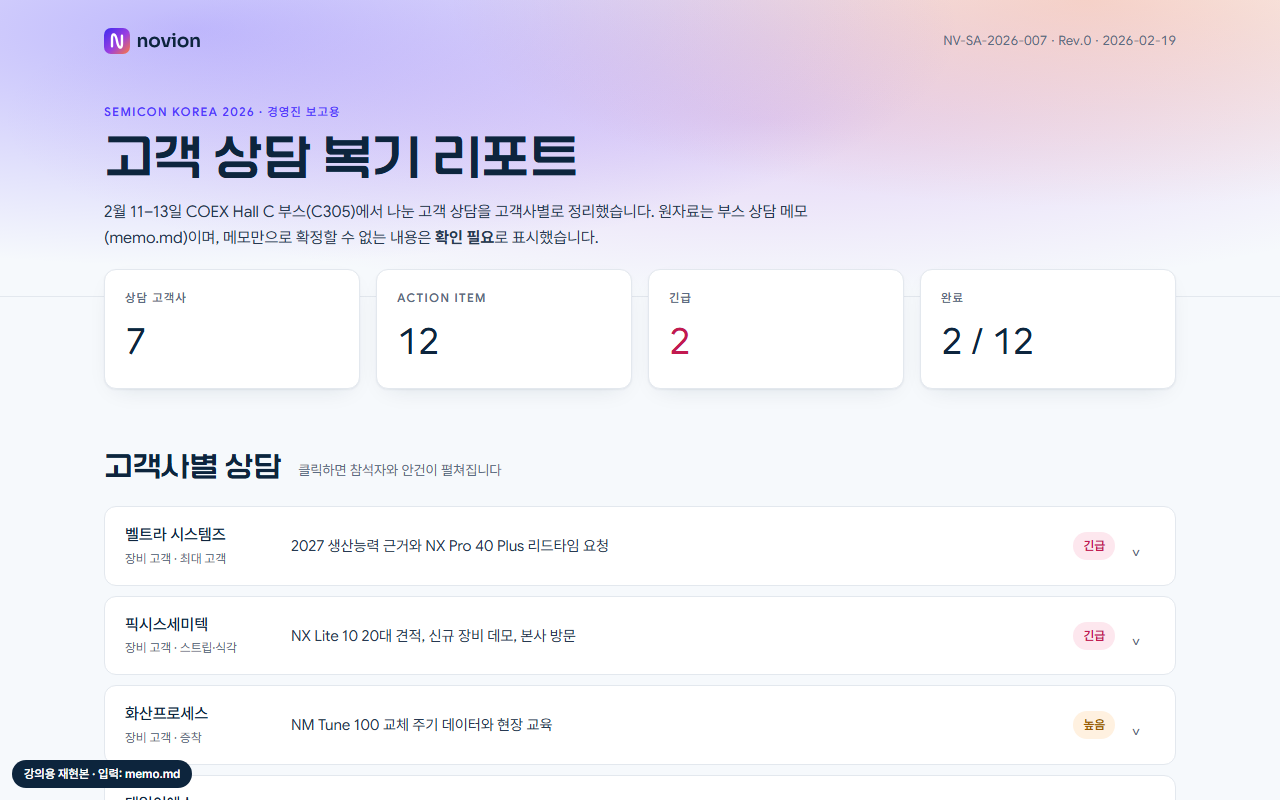 novion
NV-SA-2026-007 · Rev.0 · 2026-02-19
SEMICON KOREA 2026 · 경영진 보고용
고객 상담 복기 리포트
2월 11–13일 COEX Hall C 부스(C305)에서 나눈 고객 상담을 고객사별로 정리했습니다. 원자료는 부스 상담 메모
(memo.md)이며, 메모만으로 확정할 수 없는 내용은 확인 필요로 표시했습니다.
상담 고객사
7
ACTION ITEM
12
긴급
2
완료
2 / 12
고객사별 상담
클릭하면 참석자와 안건이 펼쳐집니다
벨트라 시스템즈
장비 고객 · 최대 고객
2027 생산능력 근거와 NX Pro 40 Plus 리드타임 요청
긴급
픽시스세미텍
장비 고객 · 스트립·식각
NX Lite 10 20대 견적, 신규 장비 데모, 본사 방문
긴급
화산프로세스
장비 고객 · 증착
NM Tune 100 교체 주기 데이터와 현장 교육
높음
강의용 재현본 · 입력: memo.md